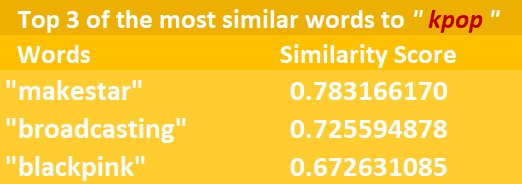 Top 3 of the most similar words to " kpop "
Words Similarity Score
"makestar" 0.783166170
"broadcasting" 0.725594878
"blackpink" 0.672631085